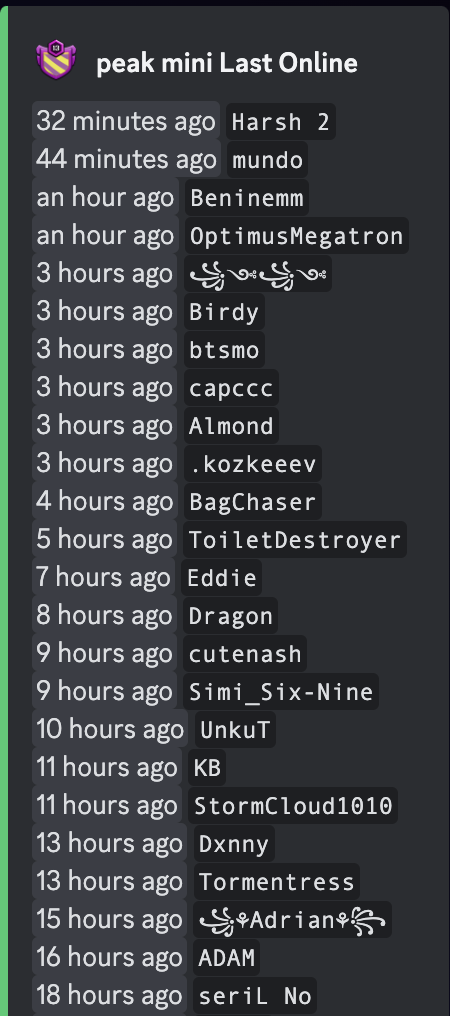 13
peak mini Last Online
32 minutes ago Harsh 2
44 minutes ago mundo
an hour ago Beninemm
an hour ago OptimusMegatron
3 hours ago ꧁༺꧁༺
3 hours ago Birdy
3 hours ago btsmo
3 hours ago capccc
3 hours ago Almond
3 hours ago .kozkeeev
4 hours ago BagChaser
5 hours ago ToiletDestroyer
7 hours ago Eddie
8 hours ago Dragon
9 hours ago cutenash
9 hours ago Simi_Six-Nine
10 hours ago UnkuT
11 hours ago KB
11 hours ago StormCloud1010
13 hours ago Dxnny
13 hours ago Tormentress
15 hours ago ꧁⚘Adrian⚘꧂
16 hours ago ADAM
18 hours ago seriL No